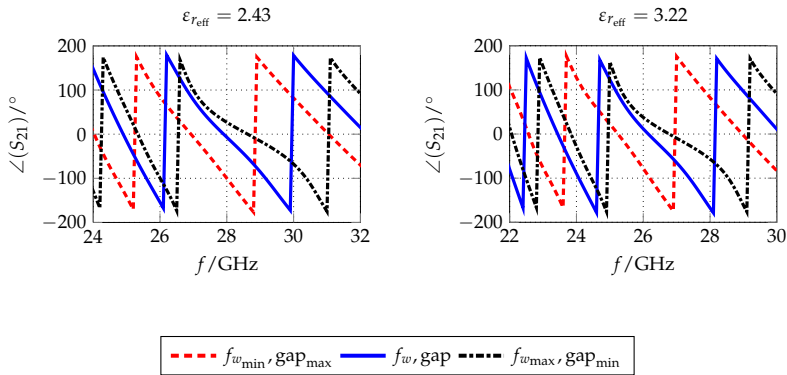 ε_{r_eff} = 2.43
ε_{r_eff} = 3.22
∠(S₂₁)/°
200
100
0
−100
−200
24
26
28
30
32
f/GHz
∠(S₂₁)/°
200
100
0
−100
−200
22
24
26
28
30
f/GHz
f_{w_min}, gap_max
f_w, gap
f_{w_max}, gap_min